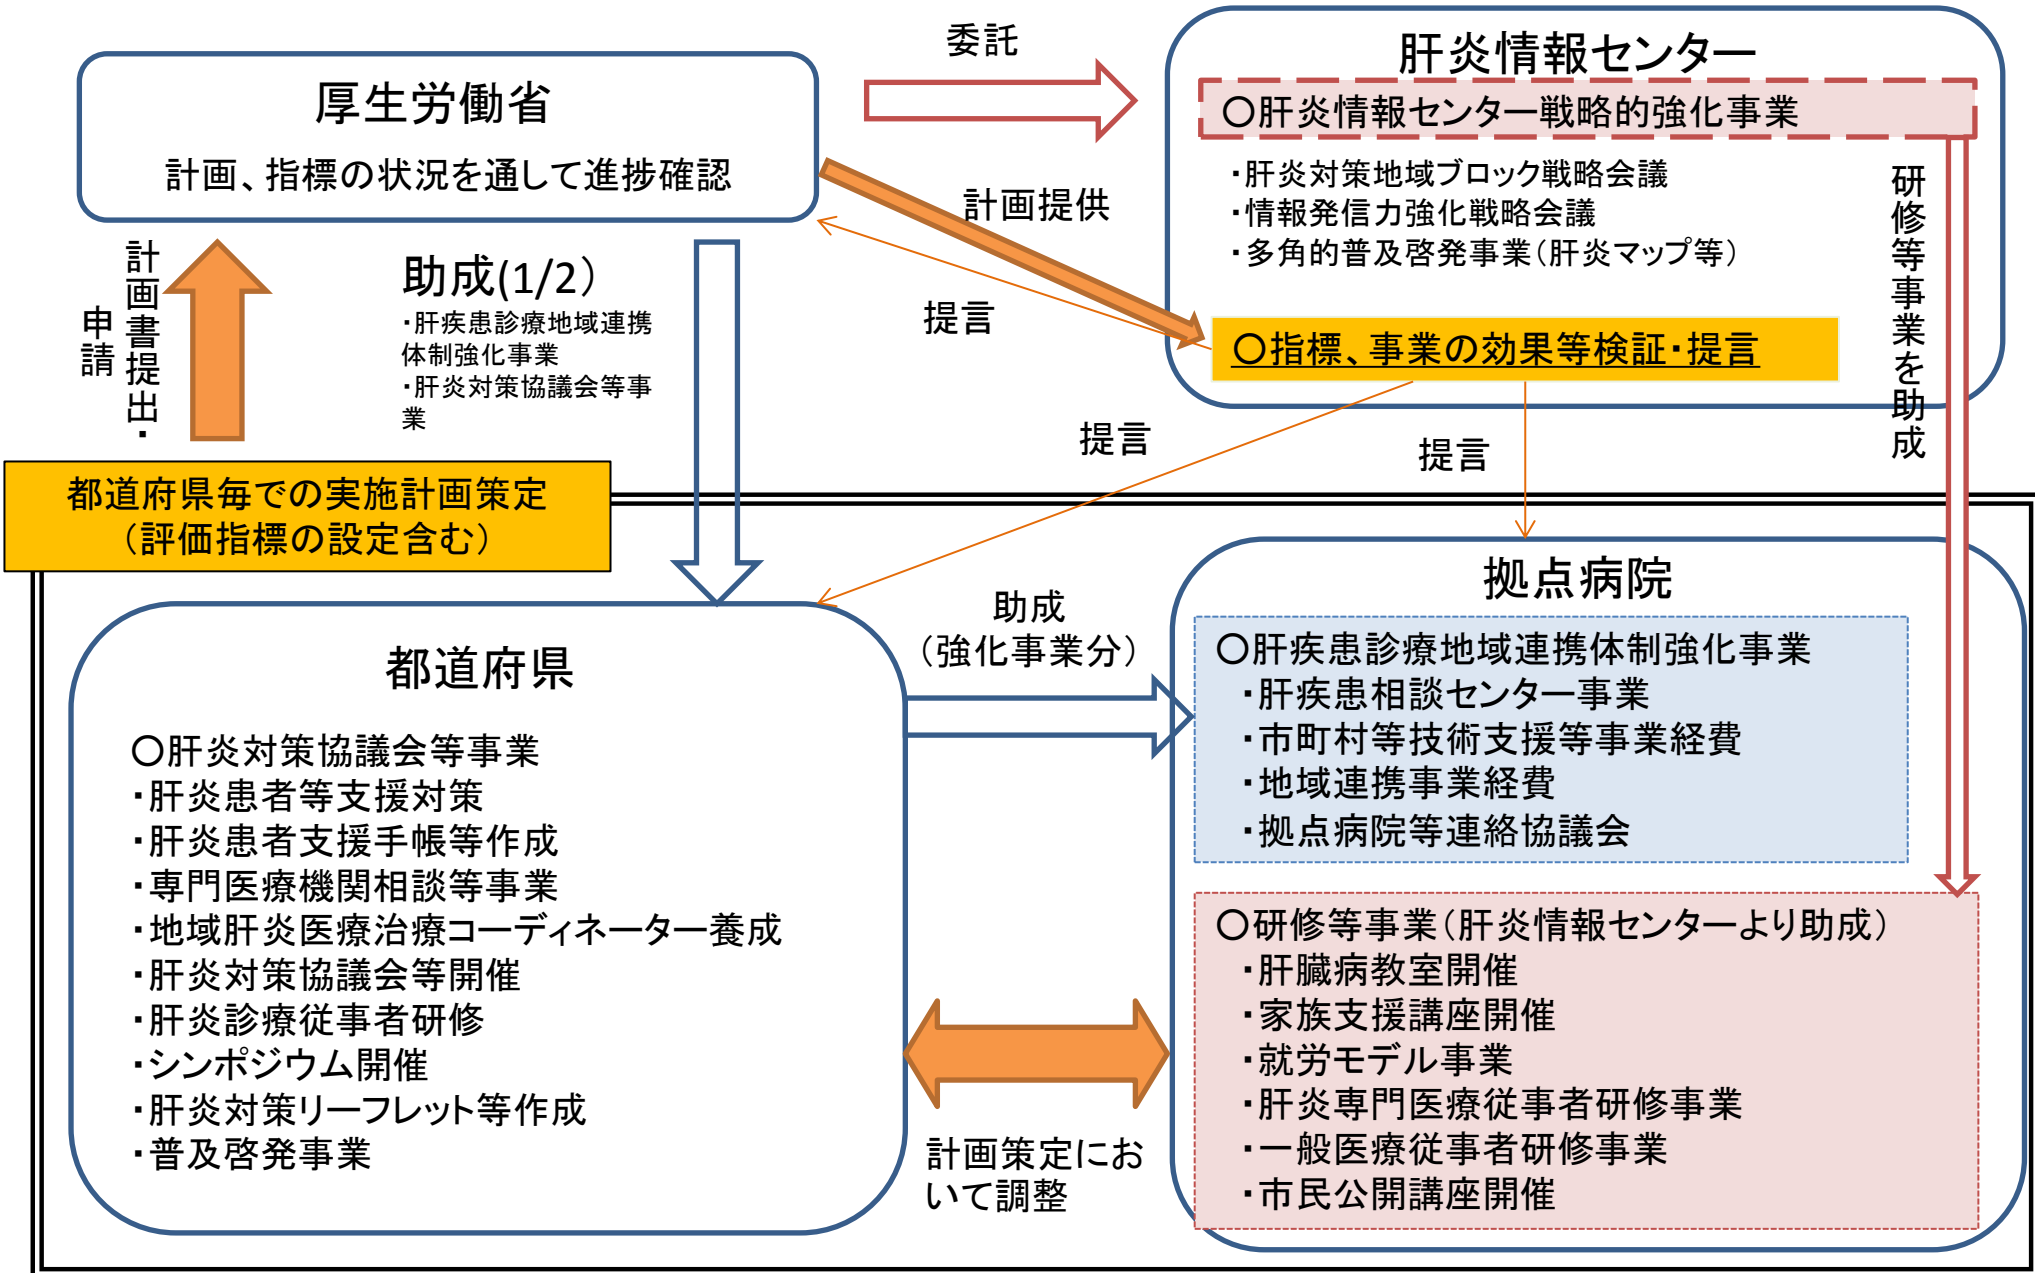 厚生労働省
計画、指標の状況を通して進捗確認
委託
肝炎情報センター
〇肝炎情報センター戦略的強化事業
・肝炎対策地域ブロック戦略会議
・情報発信力強化戦略会議
・多角的普及啓発事業（肝炎マップ等）
〇指標、事業の効果等検証・提言
研修等事業を助成
計画提供
提言
提言
提言
計画書提出・
申請
助成(1/2）
・肝疾患診療地域連携
体制強化事業
・肝炎対策協議会等事
業
都道府県毎での実施計画策定
（評価指標の設定含む）
都道府県
〇肝炎対策協議会等事業
・肝炎患者等支援対策
・肝炎患者支援手帳等作成
・専門医療機関相談等事業
・地域肝炎医療治療コーディネーター養成
・肝炎対策協議会等開催
・肝炎診療従事者研修
・シンポジウム開催
・肝炎対策リーフレット等作成
・普及啓発事業
助成
（強化事業分）
計画策定にお
いて調整
拠点病院
〇肝疾患診療地域連携体制強化事業
・肝疾患相談センター事業
・市町村等技術支援等事業経費
・地域連携事業経費
・拠点病院等連絡協議会
〇研修等事業（肝炎情報センターより助成）
・肝臓病教室開催
・家族支援講座開催
・就労モデル事業
・肝炎専門医療従事者研修事業
・一般医療従事者研修事業
・市民公開講座開催